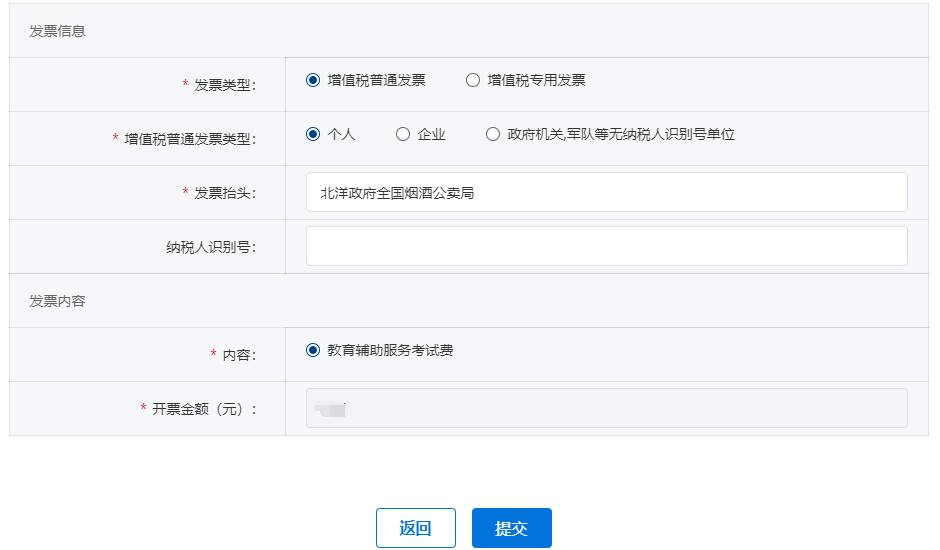 发票信息
* 发票类型: 增值税普通发票 增值税专用发票
* 增值税普通发票类型: 个人 企业 政府机关,军队等无纳税人识别号单位
* 发票抬头: 北洋政府全国烟酒公卖局
纳税人识别号:
发票内容
* 内容: 教育辅助服务考试费
* 开票金额（元）:
返回 提交